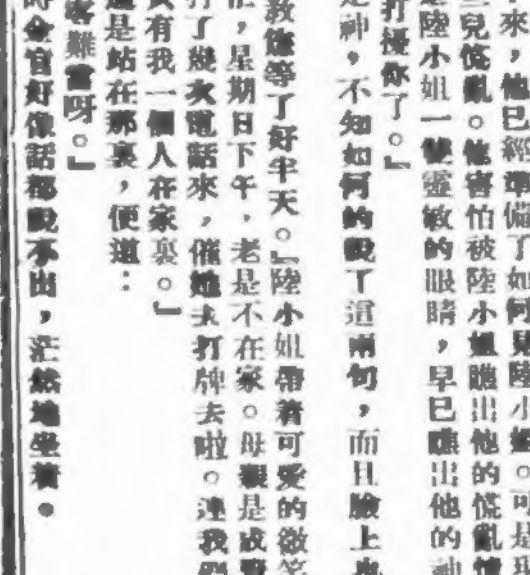 來，他已經準備了如何見陸小姐。可是
兒慌亂。他害怕被陸小姐瞧出他的慌亂情
陸小姐一雙靈敏的眼睛，早已瞧出他的神
打擾你了。』
神，不知如何的說了這兩句，而且臉上
教您等了好半天。』陸小姐帶着可愛的微笑
，星期日下午，老是不在家。母親是
打了幾次電話來，催她去打牌去啦。連我
有我一個人在家裏。』
是站在那裏，便道：
客難當呀。』
時金官好像話都說不出，茫然地坐着。